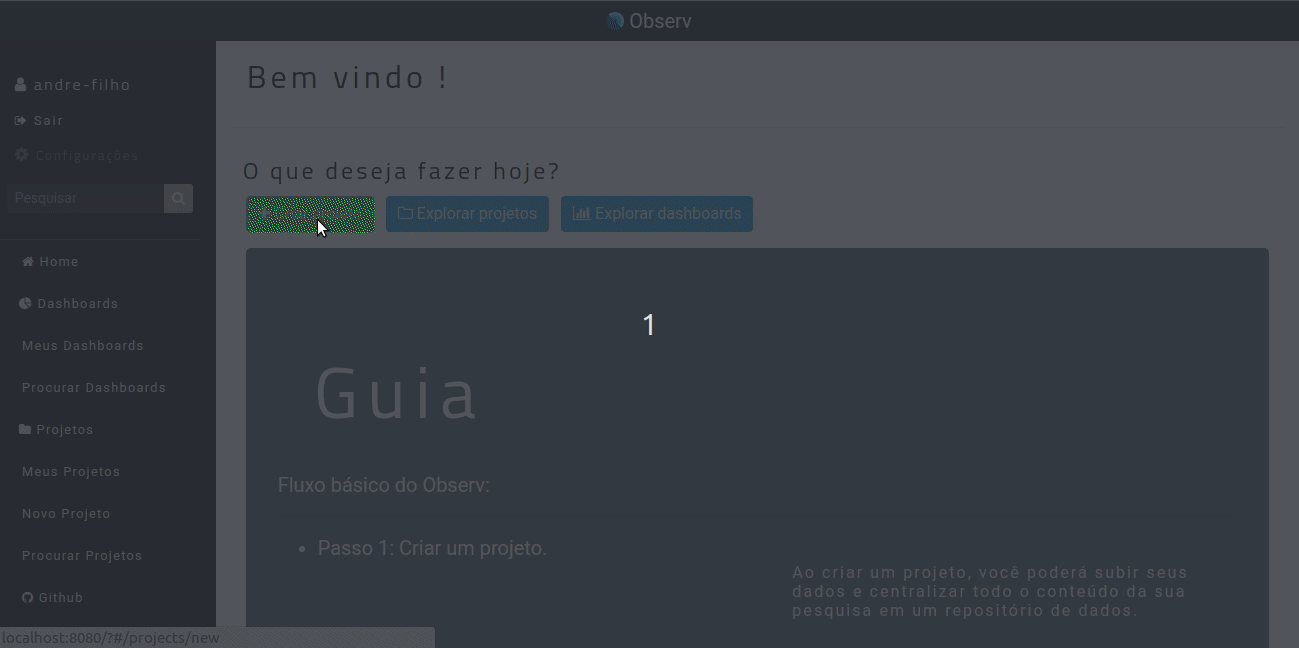 Observ
andre-filho
Sair
Configurações
Pesquisar
Home
Dashboards
Meus Dashboards
Procurar Dashboards
Projetos
Meus Projetos
Novo Projeto
Procurar Projetos
Github
Bem vindo !
O que deseja fazer hoje?
Explorar projetos
Explorar dashboards
1
Guia
Fluxo básico do Observ:
• Passo 1: Criar um projeto.
Ao criar um projeto, você poderá subir seus
dados e centralizar todo o conteúdo da sua
pesquisa em um repositório de dados.
localhost:8080/?#/projects/new